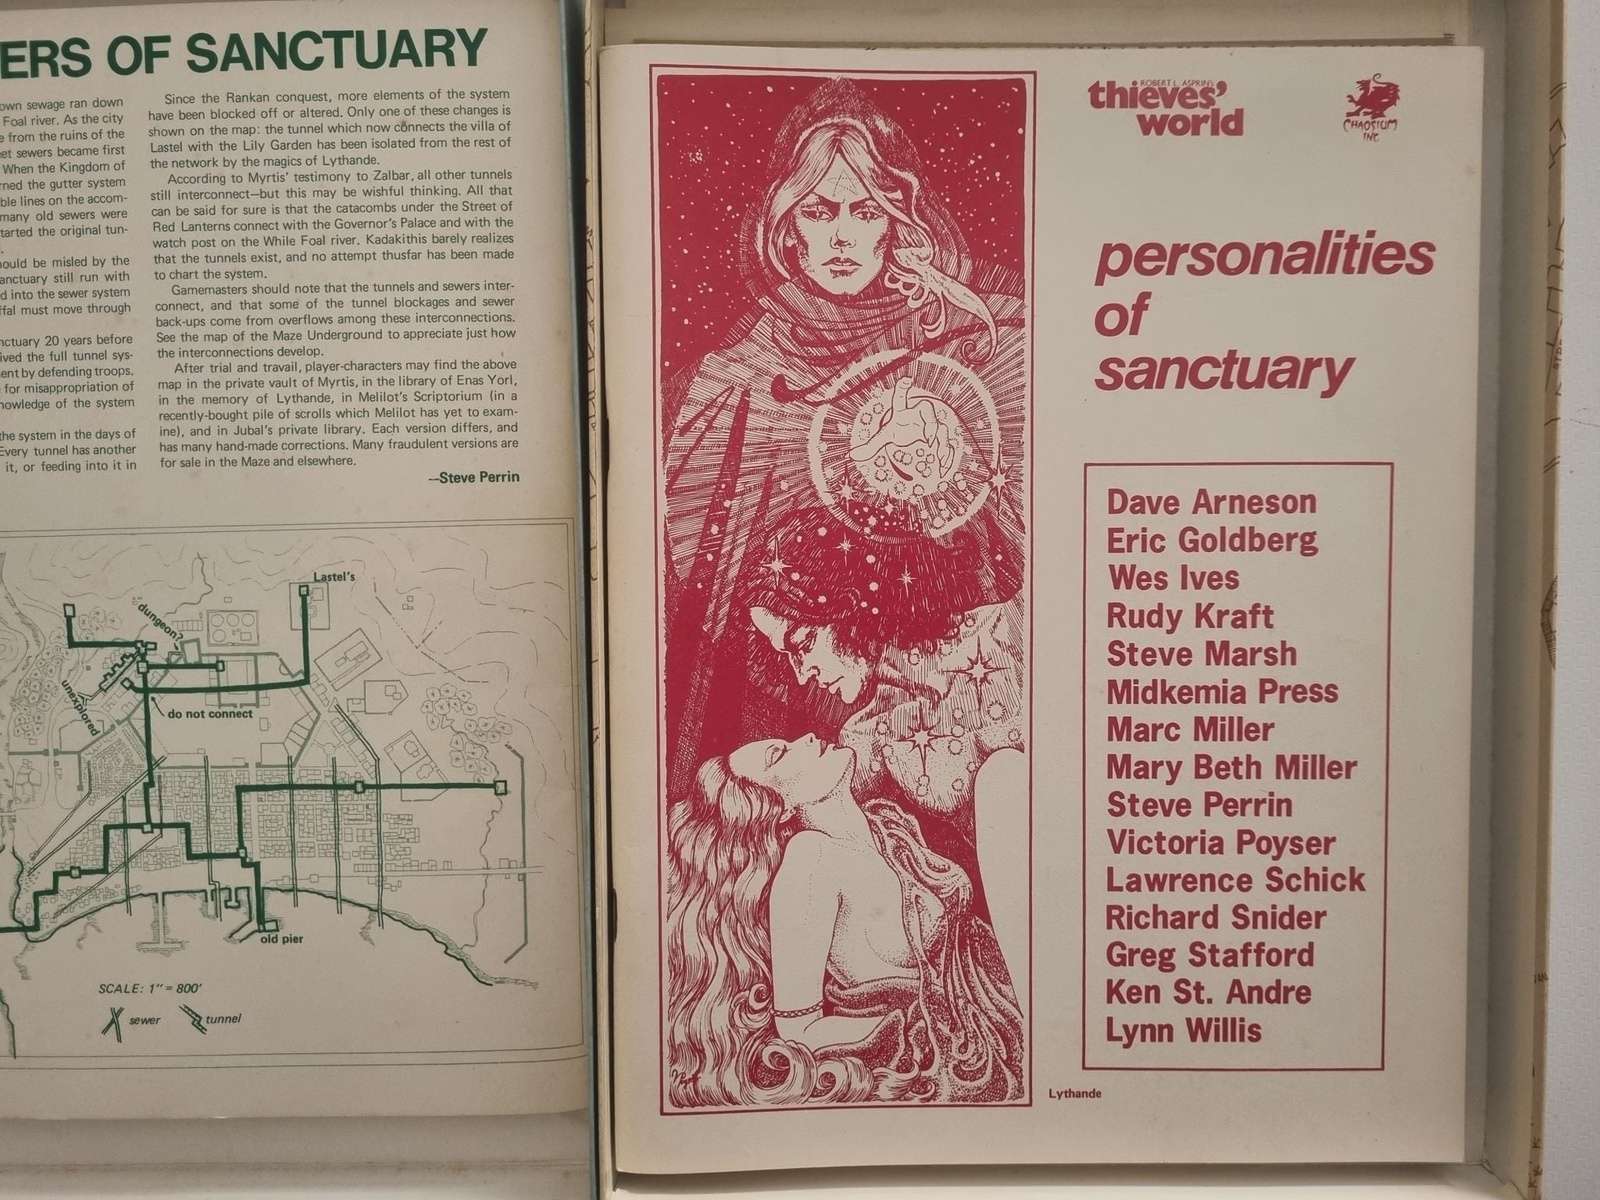 ERS OF SANCTUARY
own sewage ran down
Foal river. As the city
from the ruins of the
et sewers became first
When the Kingdom of
rned the gutter system
ble lines on the accom-
many old sewers were
tarted the original tun-
ould be misled by the
anctuary still run with
d into the sewer system
ffal must move through
nctuary 20 years before
ived the full tunnel sys-
ent by defending troops,
for misappropriation of
nowledge of the system
the system in the days of
Every tunnel has another
it, or feeding into it in
Since the Rankan conquest, more elements of the system
have been blocked off or altered. Only one of these changes is
shown on the map: the tunnel which now connects the villa of
Lastel with the Lily Garden has been isolated from the rest of
the network by the magics of Lythande.
According to Myrtis' testimony to Zalbar, all other tunnels
still interconnect—but this may be wishful thinking. All that
can be said for sure is that the catacombs under the Street of
Red Lanterns connect with the Governor's Palace and with the
watch post on the While Foal river. Kadakithis barely realizes
that the tunnels exist, and no attempt thusfar has been made
to chart the system.
Gamemasters should note that the tunnels and sewers inter-
connect, and that some of the tunnel blockages and sewer
back-ups come from overflows among these interconnections.
See the map of the Maze Underground to appreciate just how
the interconnections develop.
After trial and travail, player-characters may find the above
map in the private vault of Myrtis, in the library of Enas Yorl,
in the memory of Lythande, in Melilot's Scriptorium (in a
recently-bought pile of scrolls which Melilot has yet to exam-
ine), and in Jubal's private library. Each version differs, and
has many hand-made corrections. Many fraudulent versions are
for sale in the Maze and elsewhere.
—Steve Perrin
Lastel's
dungeon?
unexplored
do not connect
old pier
SCALE: 1" = 800'
sewer
tunnel
ROBERT L. ASPRIN'S
thieves'
world
CHAOSIUM
INC
personalities
of
sanctuary
Dave Arneson
Eric Goldberg
Wes Ives
Rudy Kraft
Steve Marsh
Midkemia Press
Marc Miller
Mary Beth Miller
Steve Perrin
Victoria Poyser
Lawrence Schick
Richard Snider
Greg Stafford
Ken St. Andre
Lynn Willis
Lythande